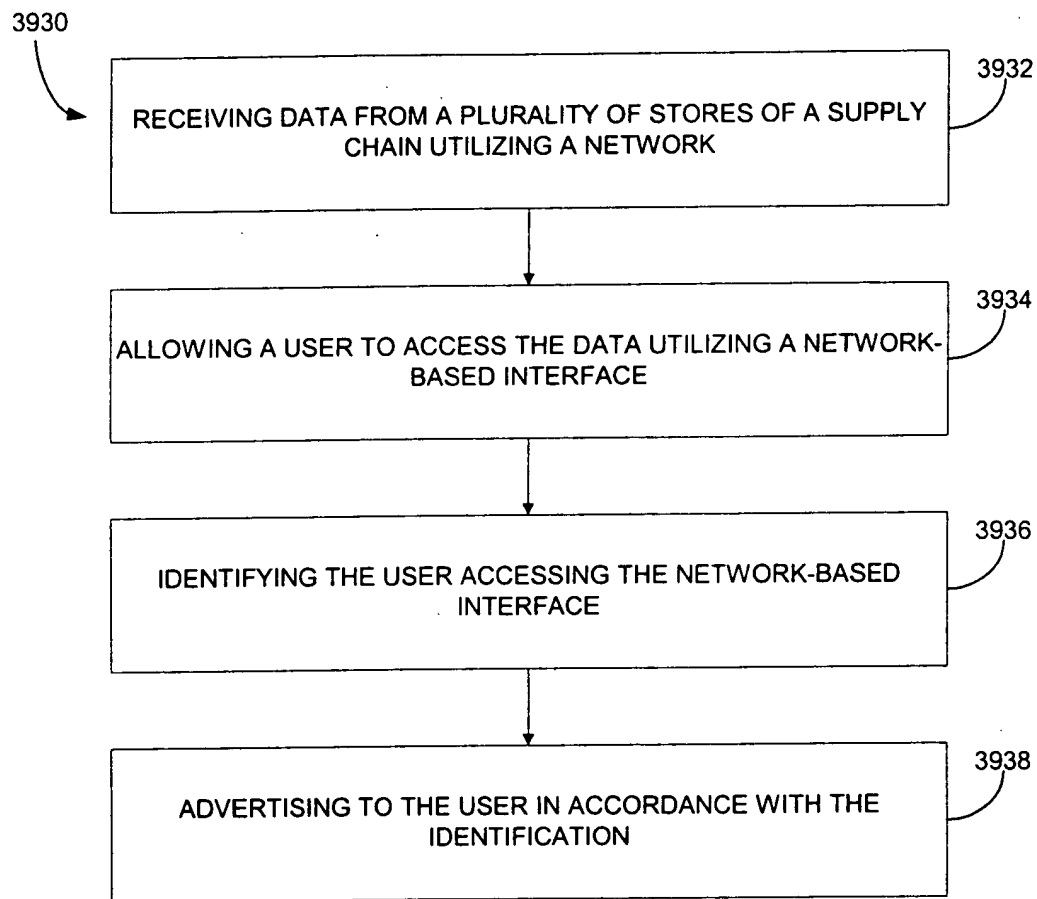 3930
3932
RECEIVING DATA FROM A PLURALITY OF STORES OF A SUPPLY
CHAIN UTILIZING A NETWORK
3934
ALLOWING A USER TO ACCESS THE DATA UTILIZING A NETWORK-
BASED INTERFACE
3936
IDENTIFYING THE USER ACCESSING THE NETWORK-BASED
INTERFACE
3938
ADVERTISING TO THE USER IN ACCORDANCE WITH THE
IDENTIFICATION